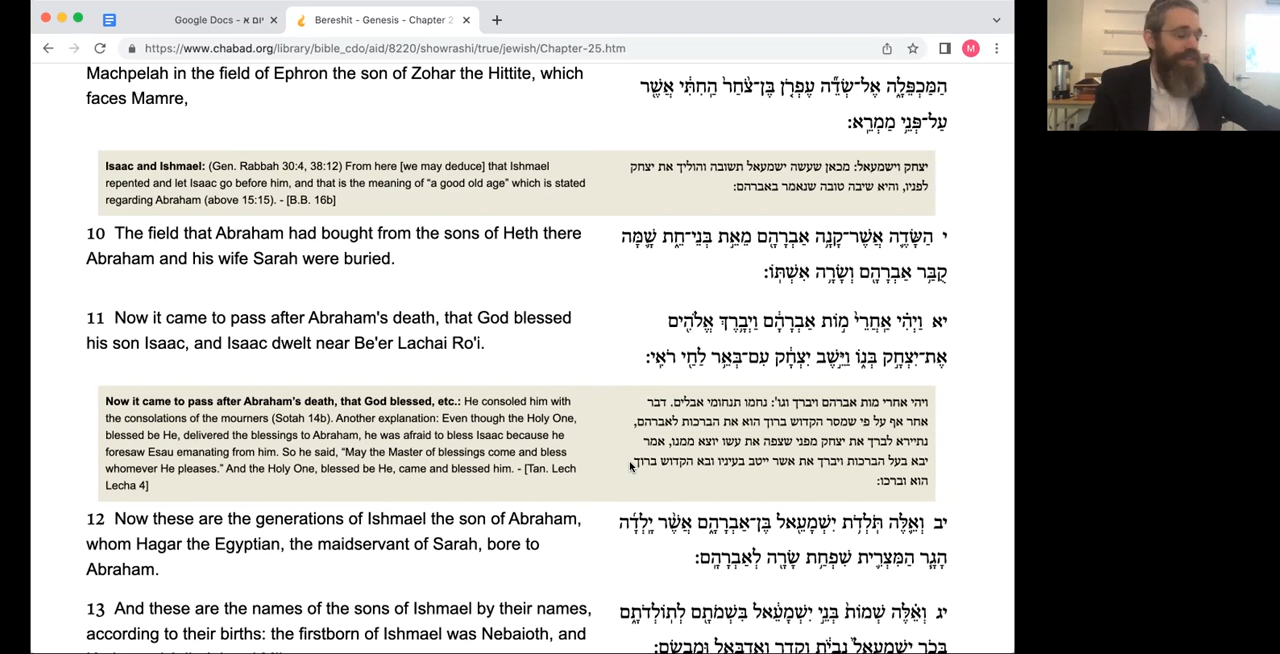 Google Docs - יום א
Bereshit - Genesis - Chapter 2
https://www.chabad.org/library/bible_cdo/aid/8220/showrashi/true/jewish/Chapter-25.htm
M
Machpelah in the field of Ephron the son of Zohar the Hittite, which
faces Mamre,
הַמַּכְפֵּלָ֑ה אֶל־שְׂדֵ֞ה עֶפְרֹ֤ן בֶּן־צֹ֙חַר֙ הַֽחִתִּ֔י אֲשֶׁ֖ר
עַל־פְּנֵ֥י מַמְרֵֽא:
Isaac and Ishmael: (Gen. Rabbah 30:4, 38:12) From here [we may deduce] that Ishmael
repented and let Isaac go before him, and that is the meaning of “a good old age” which is stated
regarding Abraham (above 15:15). - [B.B. 16b]
יצחק וישמעאל: מכאן שעשה ישמעאל תשובה והוליך את יצחק
לפניו, והיא שיבה טובה שנאמר באברהם:
10 The field that Abraham had bought from the sons of Heth there
Abraham and his wife Sarah were buried.
י הַשָּׂדֶ֛ה אֲשֶׁר־קָנָ֥ה אַבְרָהָ֖ם מֵאֵ֣ת בְּנֵי־חֵ֑ת שָׁ֛מָּה
קֻבַּ֥ר אַבְרָהָ֖ם וְשָׂרָ֥ה אִשְׁתּֽוֹ:
11 Now it came to pass after Abraham's death, that God blessed
his son Isaac, and Isaac dwelt near Be'er Lachai Ro'i.
יא וַיְהִ֗י אַֽחֲרֵי֙ מ֣וֹת אַבְרָהָ֔ם וַיְבָ֥רֶךְ אֱלֹהִ֖ים
אֶת־יִצְחָ֣ק בְּנ֑וֹ וַיֵּ֣שֶׁב יִצְחָ֔ק עִם־בְּאֵ֥ר לַחַ֖י רֹאִֽי:
Now it came to pass after Abraham's death, that God blessed, etc.: He consoled him with
the consolations of the mourners (Sotah 14b). Another explanation: Even though the Holy One,
blessed be He, delivered the blessings to Abraham, he was afraid to bless Isaac because he
foresaw Esau emanating from him. So he said, “May the Master of blessings come and bless
whomever He pleases.” And the Holy One, blessed be He, came and blessed him. - [Tan. Lech
Lecha 4]
ויהי אחרי מות אברהם ויברך וגו': נחמו תנחומי אבלים. דבר
אחר אף על פי שמסר הקדוש ברוך הוא את הברכות לאברהם,
נתיירא לברך את יצחק מפני שצפה את עשו יוצא ממנו, אמר
יבא בעל הברכות ויברך את אשר ייטב בעיניו ובא הקדוש ברוך
הוא וברכו:
12 Now these are the generations of Ishmael the son of Abraham,
whom Hagar the Egyptian, the maidservant of Sarah, bore to
Abraham.
יב וְאֵ֛לֶּה תֹּֽלְדֹ֥ת יִשְׁמָעֵ֖אל בֶּן־אַבְרָהָ֑ם אֲשֶׁ֨ר יָֽלְדָ֜ה
הָגָ֧ר הַמִּצְרִ֛ית שִׁפְחַ֥ת שָׂרָ֖ה לְאַבְרָהָֽם:
13 And these are the names of the sons of Ishmael by their names,
according to their births: the firstborn of Ishmael was Nebaioth, and
יג וְאֵ֗לֶּה שְׁמוֹת֙ בְּנֵ֣י יִשְׁמָעֵ֔אל בִּשְׁמֹתָ֖ם לְתֽוֹלְדֹתָ֑ם
בְּכֹ֤ר יִשְׁמָעֵאל֙ נְבָיֹ֔ת וְקֵדָ֥ר וְאַדְבְּאֵ֖ל וּמִבְשָֽׂם: